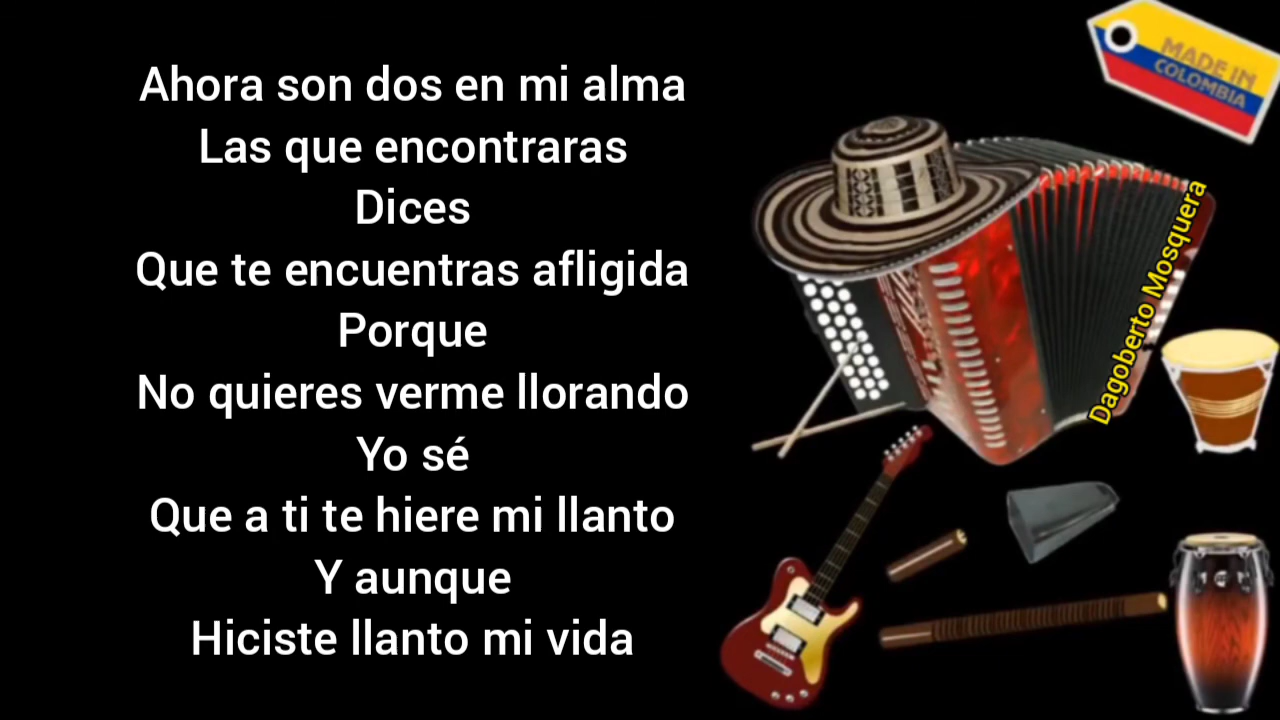 Ahora son dos en mi alma
Las que encontraras
Dices
Que te encuentras afligida
Porque
No quieres verme llorando
Yo sé
Que a ti te hiere mi llanto
Y aunque
Hiciste llanto mi vida
MADE IN
COLOMBIA
Dagoberto Mosquera